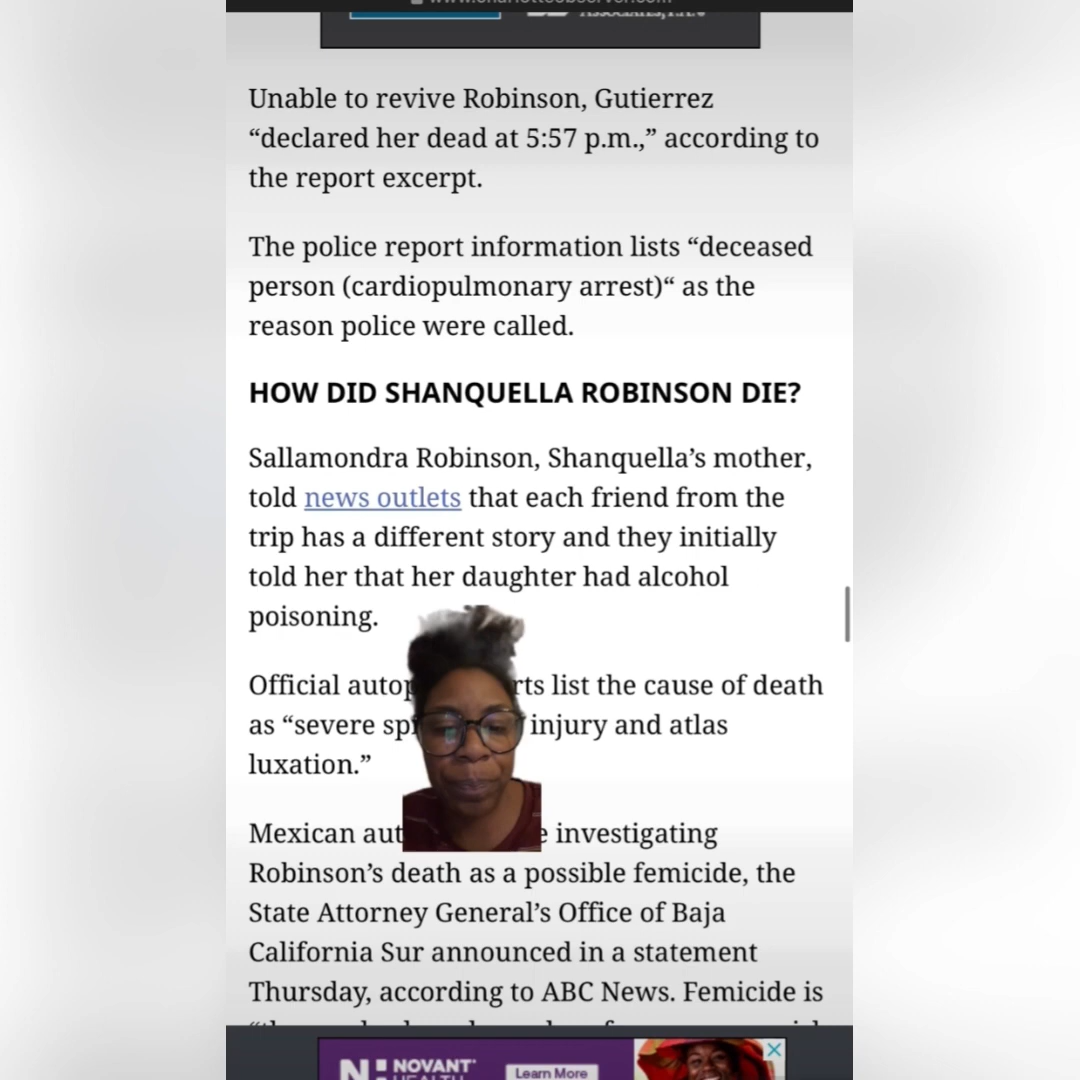 www.charlotteobserver.com
ASSOCIATES, P.A.
Unable to revive Robinson, Gutierrez
“declared her dead at 5:57 p.m.,” according to
the report excerpt.
The police report information lists “deceased
person (cardiopulmonary arrest)“ as the
reason police were called.
HOW DID SHANQUELLA ROBINSON DIE?
Sallamondra Robinson, Shanquella’s mother,
told news outlets that each friend from the
trip has a different story and they initially
told her that her daughter had alcohol
poisoning.
Official autop rts list the cause of death
as “severe sp injury and atlas
luxation.”
Mexican aut e investigating
Robinson’s death as a possible femicide, the
State Attorney General’s Office of Baja
California Sur announced in a statement
Thursday, according to ABC News. Femicide is
NOVANT
HEALTH
Learn More